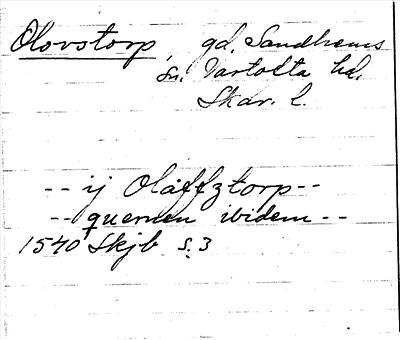 Olovstorp, gd, Sandhems
sn. Vartofta hd,
Skar. l.
-- ij Olaffztorp --
-- quernen ibidem --
1540 Skjb s. 3